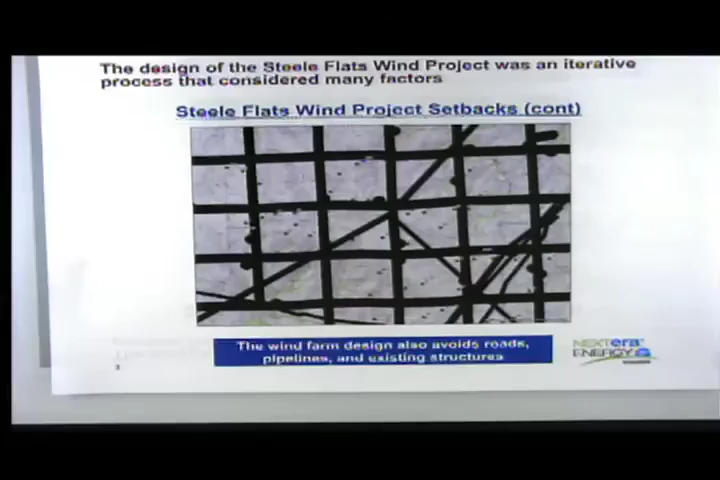 The design of the Steele Flats Wind Project was an iterative
process that considered many factors
Steele Flats Wind Project Setbacks (cont)
The wind farm design also avoids roads,
pipelines, and existing structures
3
NEXTera
ENERGY